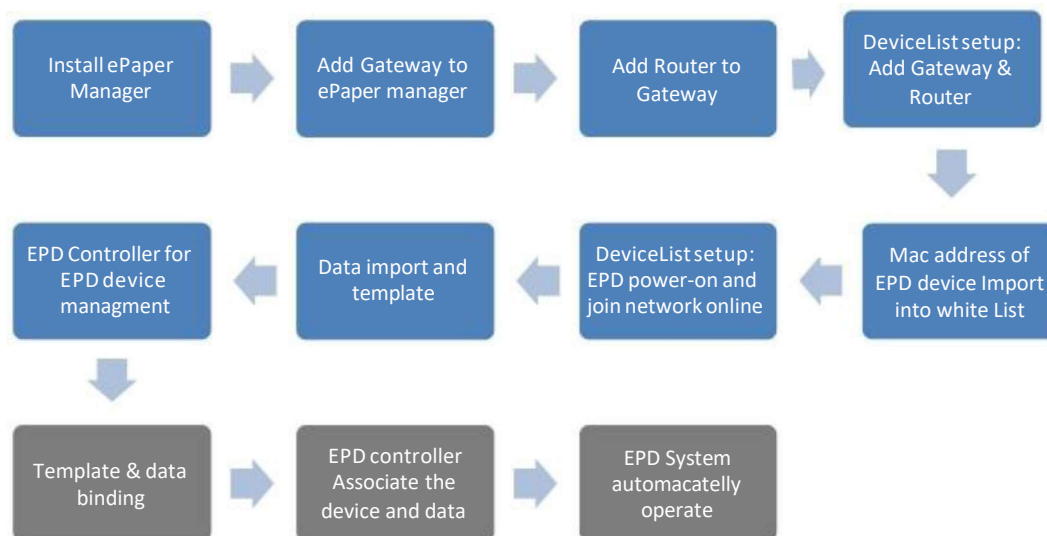 Install ePaper
Manager
Add Gateway to
ePaper manager
Add Router to
Gateway
DeviceList setup:
Add Gateway &
Router
Mac address of
EPD device Import
into white List
DeviceList setup:
EPD power-on and
join network online
Data import and
template
EPD Controller for
EPD device
managment
Template & data
binding
EPD controller
Associate the
device and data
EPD System
automacatelly
operate